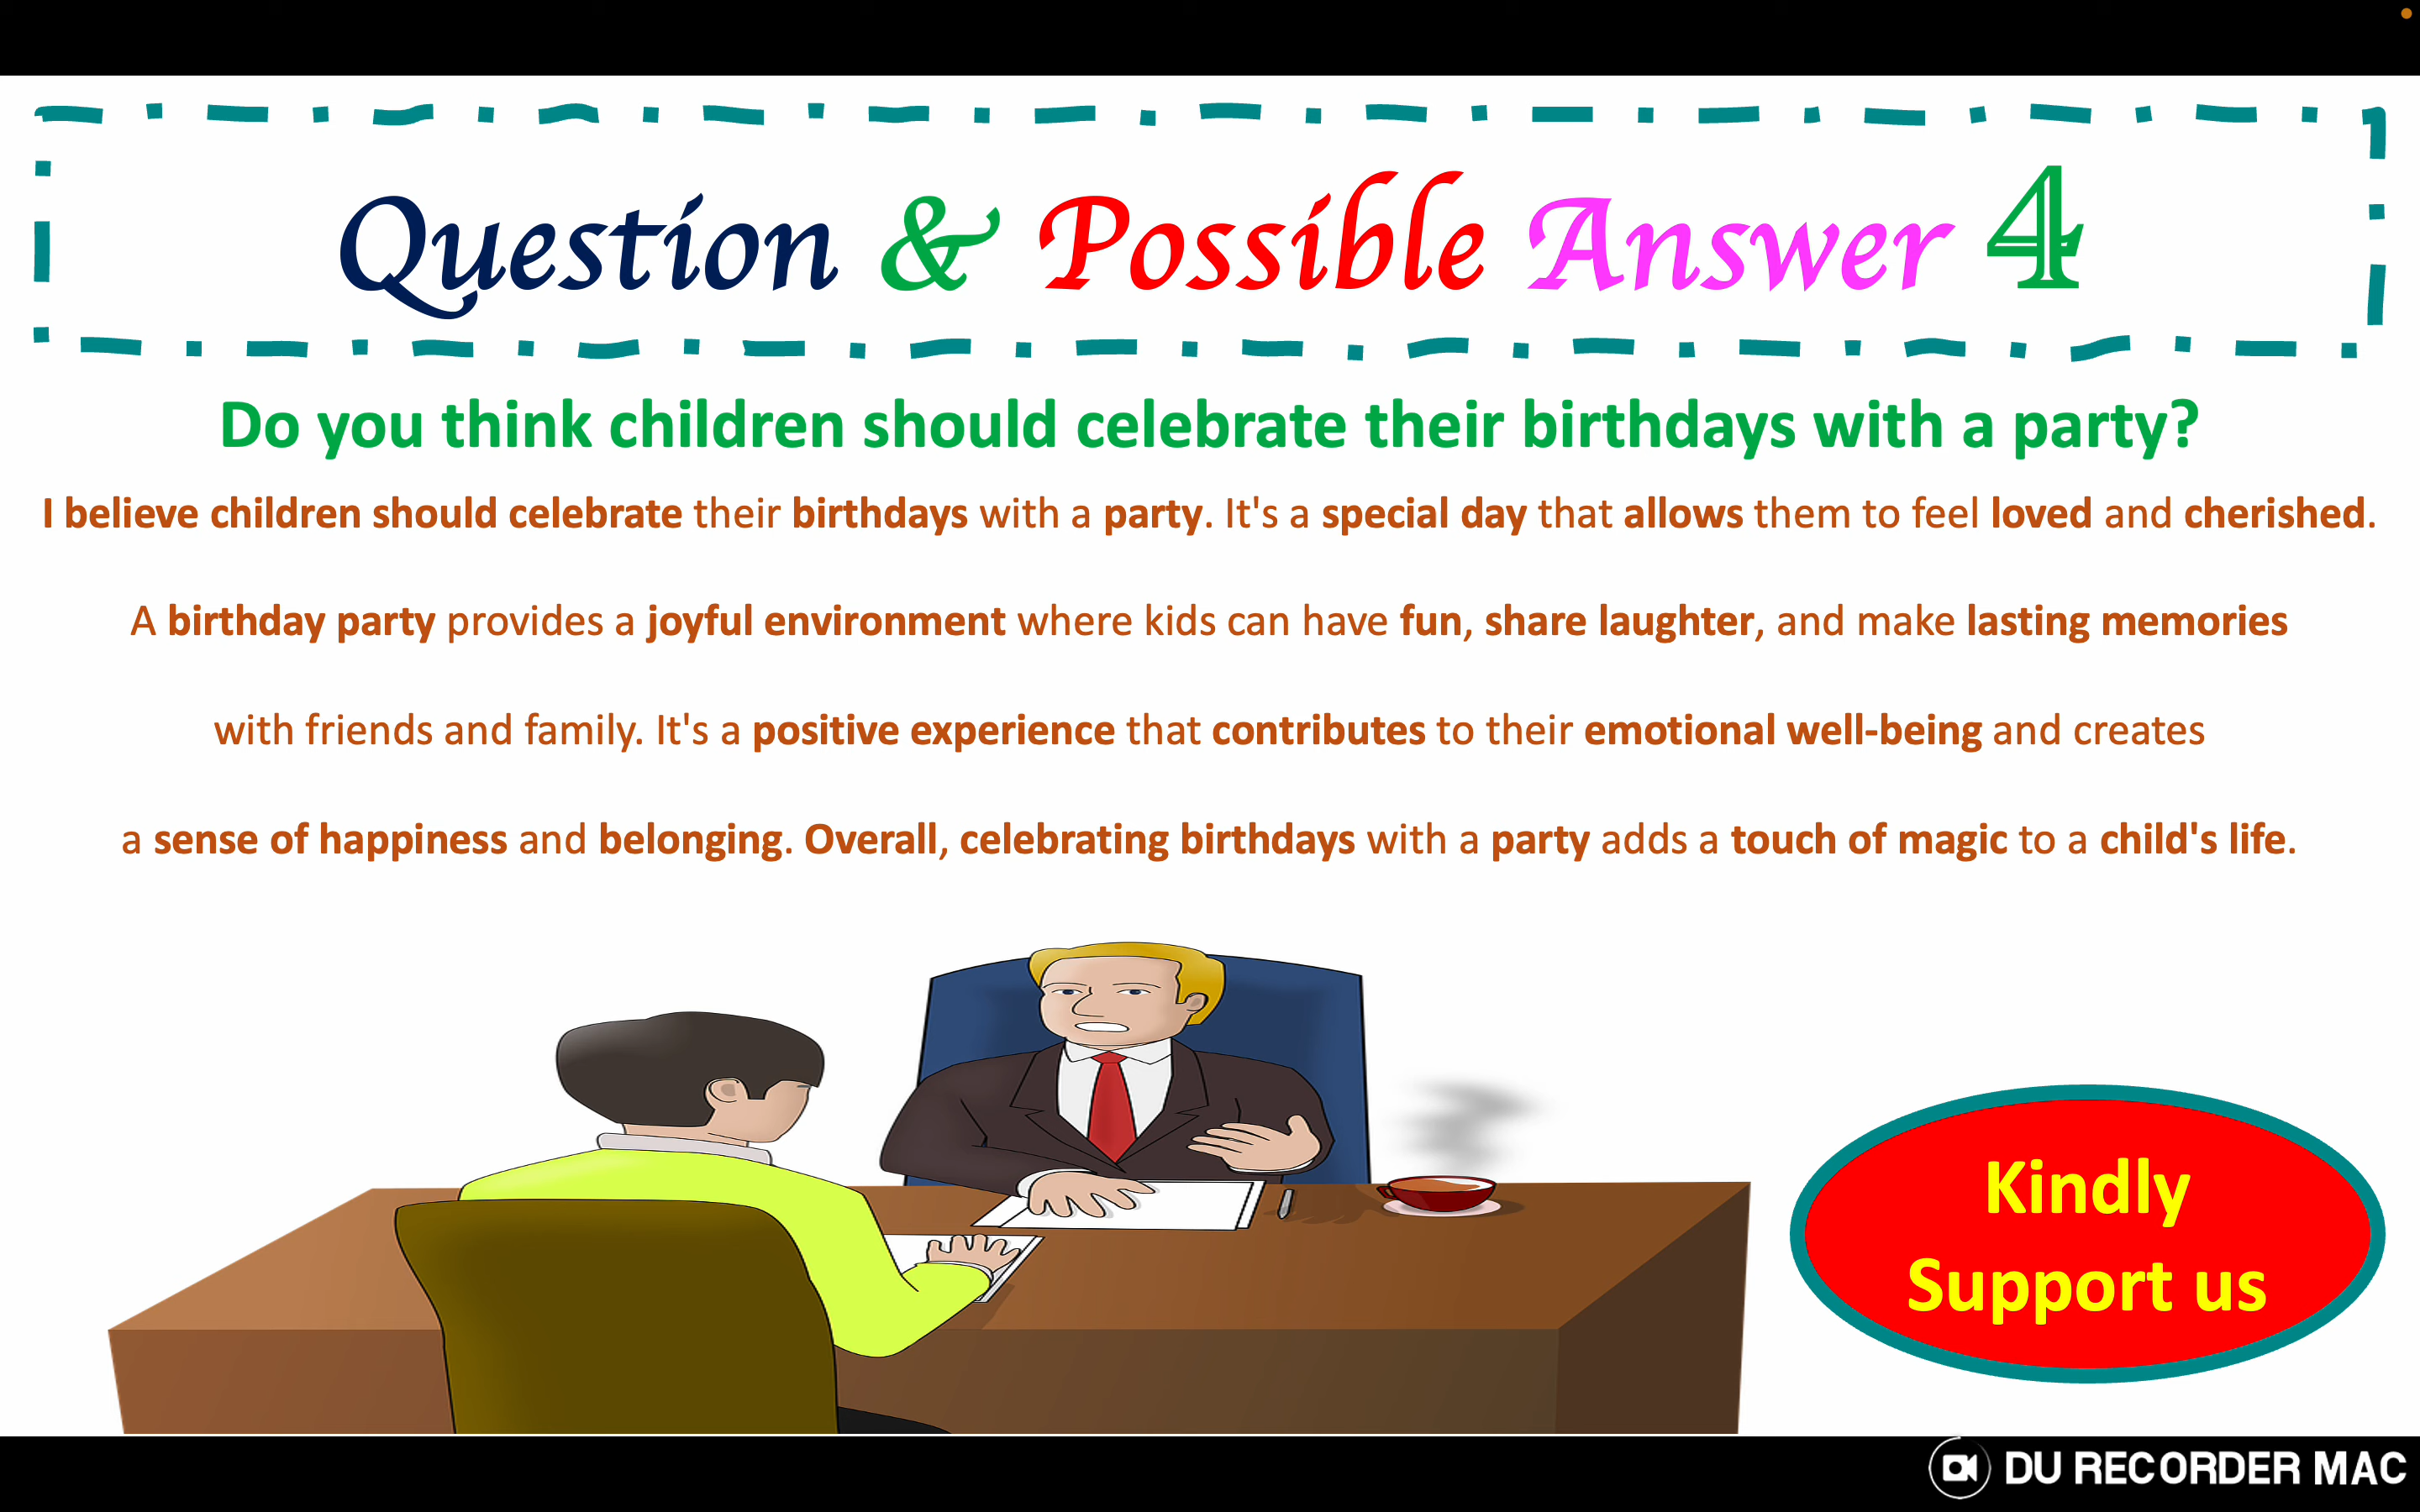 Question & Possible Answer 4
Do you think children should celebrate their birthdays with a party?
I believe children should celebrate their birthdays with a party. It's a special day that allows them to feel loved and cherished.
A birthday party provides a joyful environment where kids can have fun, share laughter, and make lasting memories
with friends and family. It's a positive experience that contributes to their emotional well-being and creates
a sense of happiness and belonging. Overall, celebrating birthdays with a party adds a touch of magic to a child's life.
Kindly
Support us
DU RECORDER MAC